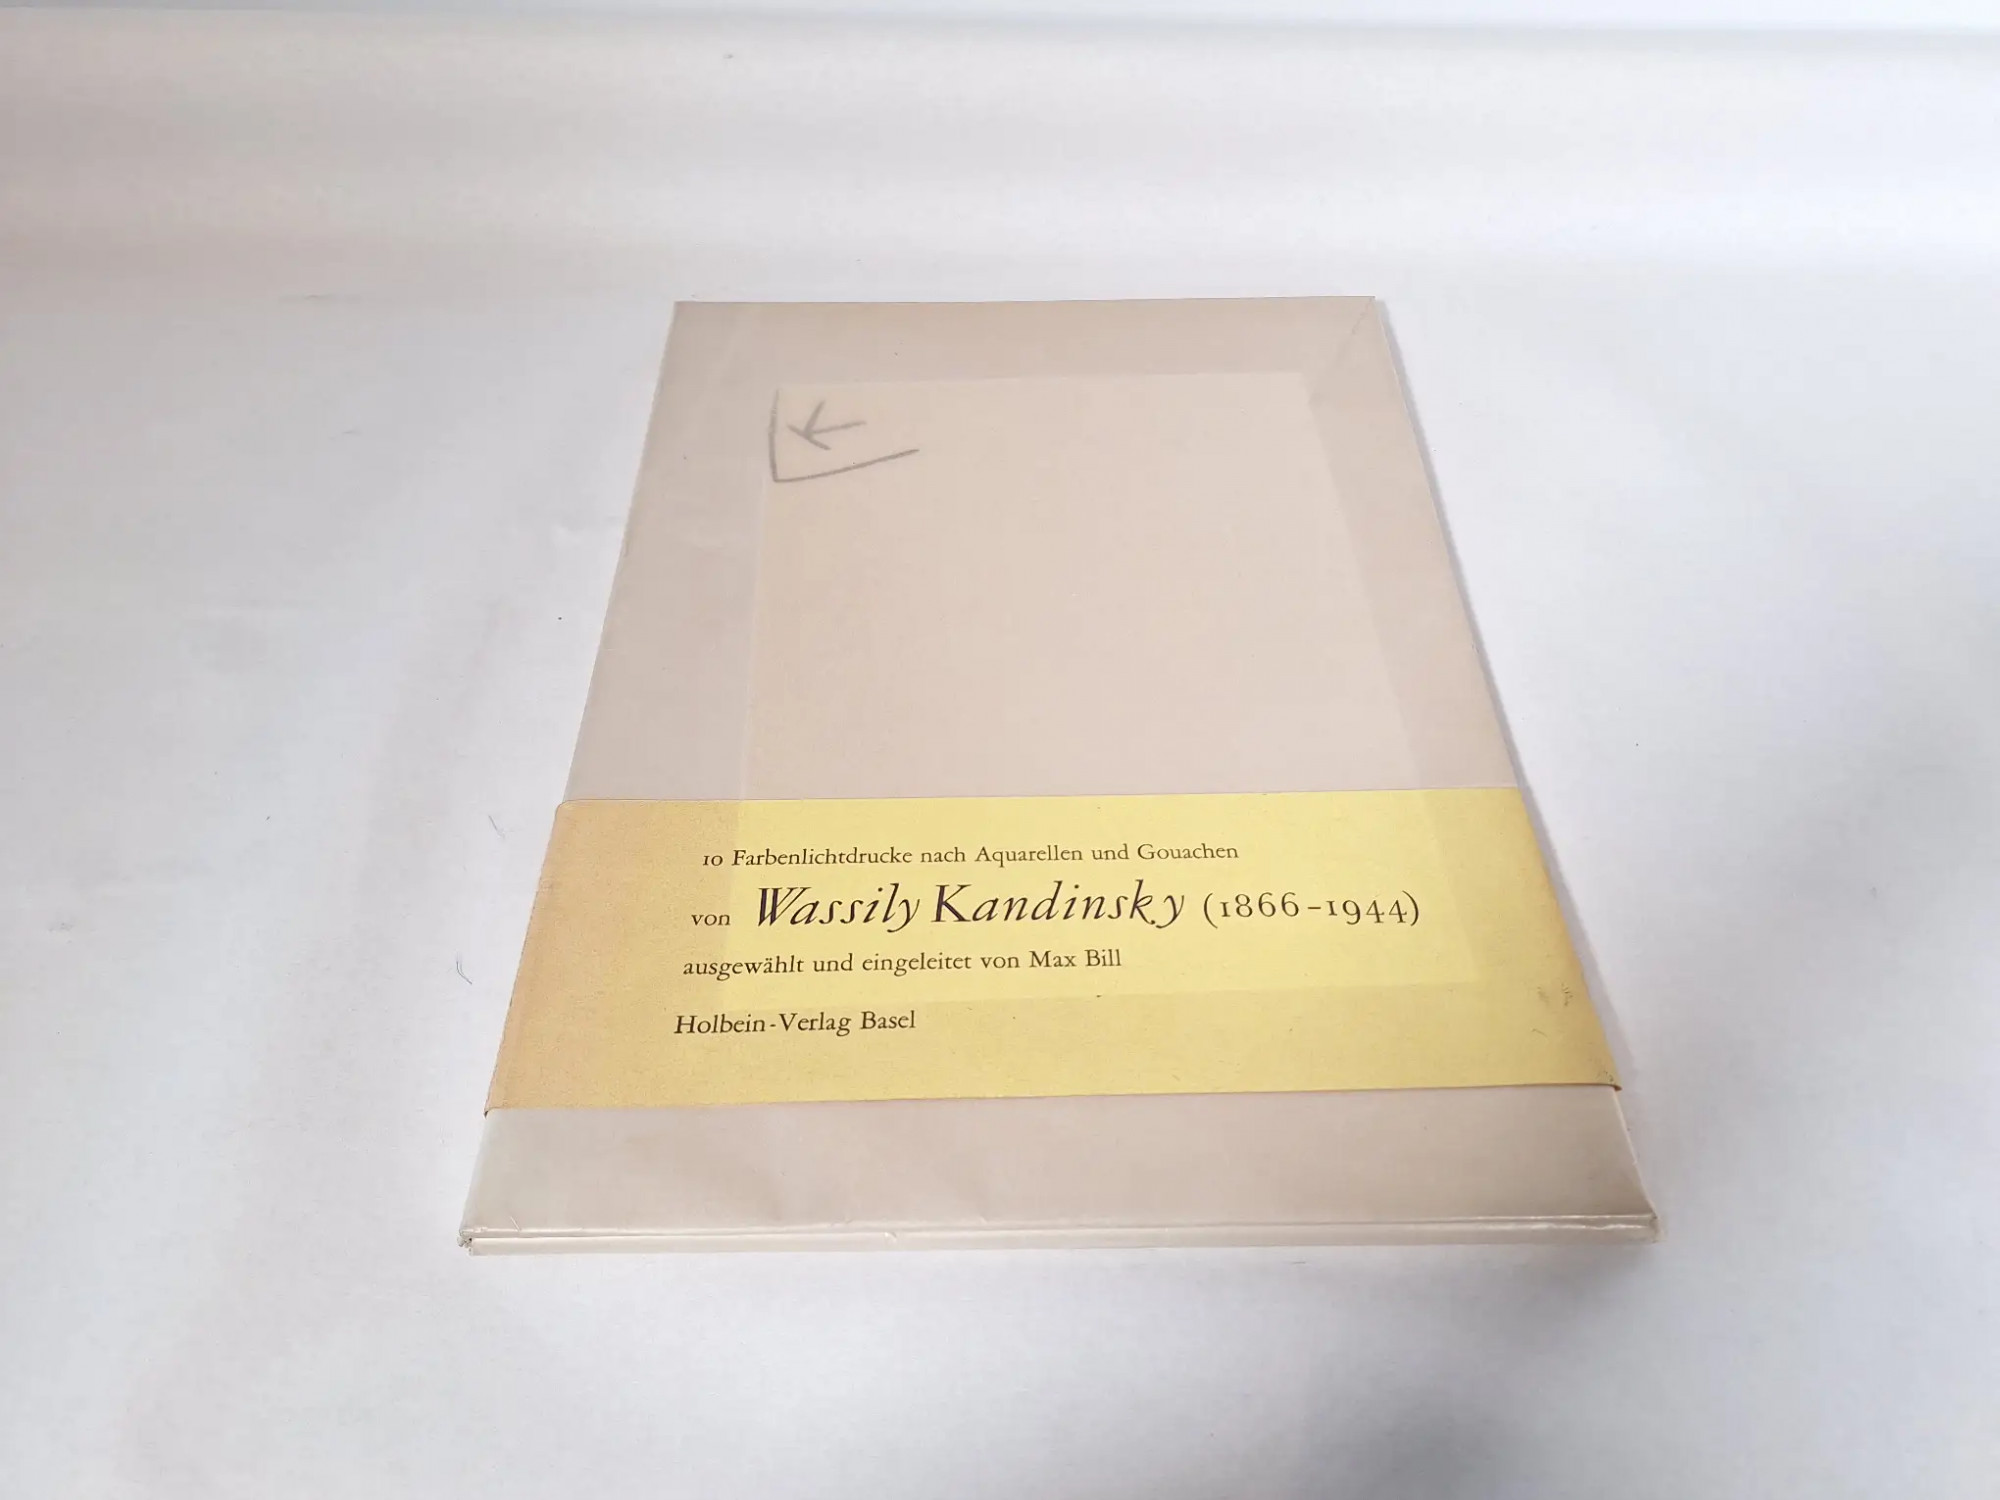 10 Farbenlichtdrucke nach Aquarellen und Gouachen
von Wassily Kandinsky (1866-1944)
ausgewählt und eingeleitet von Max Bill
Holbein-Verlag Basel